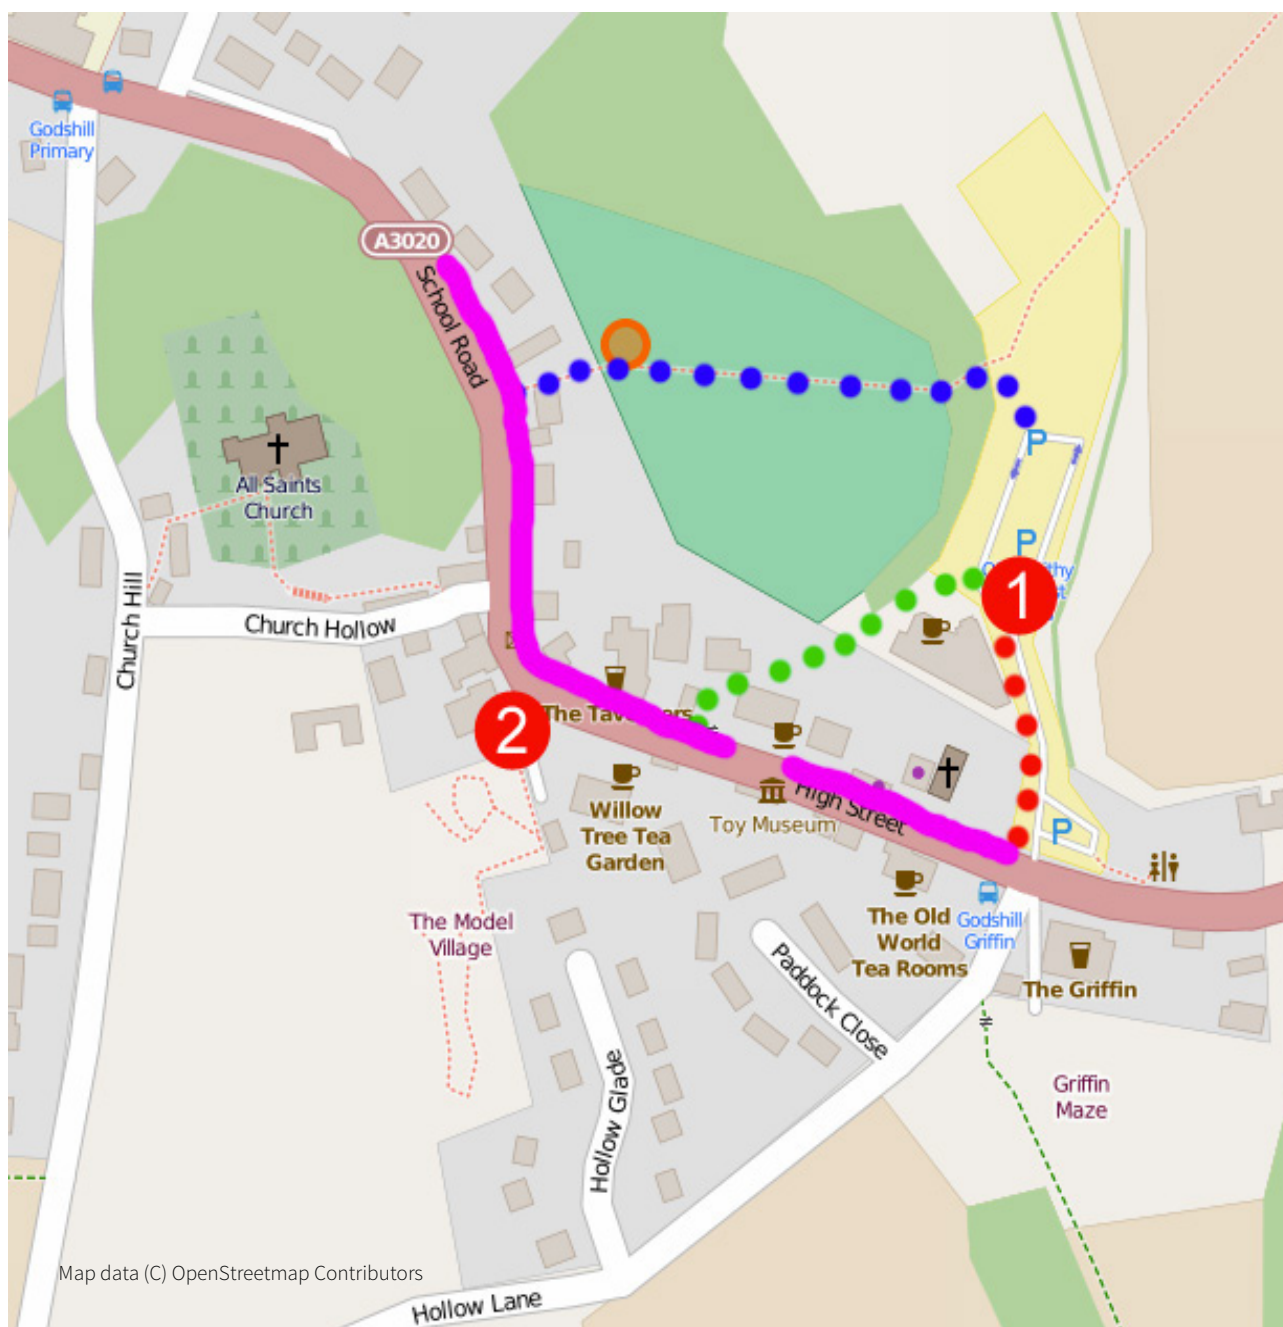 Godshill
Primary
A3020
School Road
All Saints
Church
Church Hill
Church Hollow
P
P
1
2
High Street
Toy Museum
Willow
Tree Tea
Garden
P
The Model
Village
The Old
World
Tea Rooms
Godshill
Griffin
The Griffin
Paddock Close
Hollow Glade
Griffin
Maze
Map data (C) OpenStreetmap Contributors
Hollow Lane